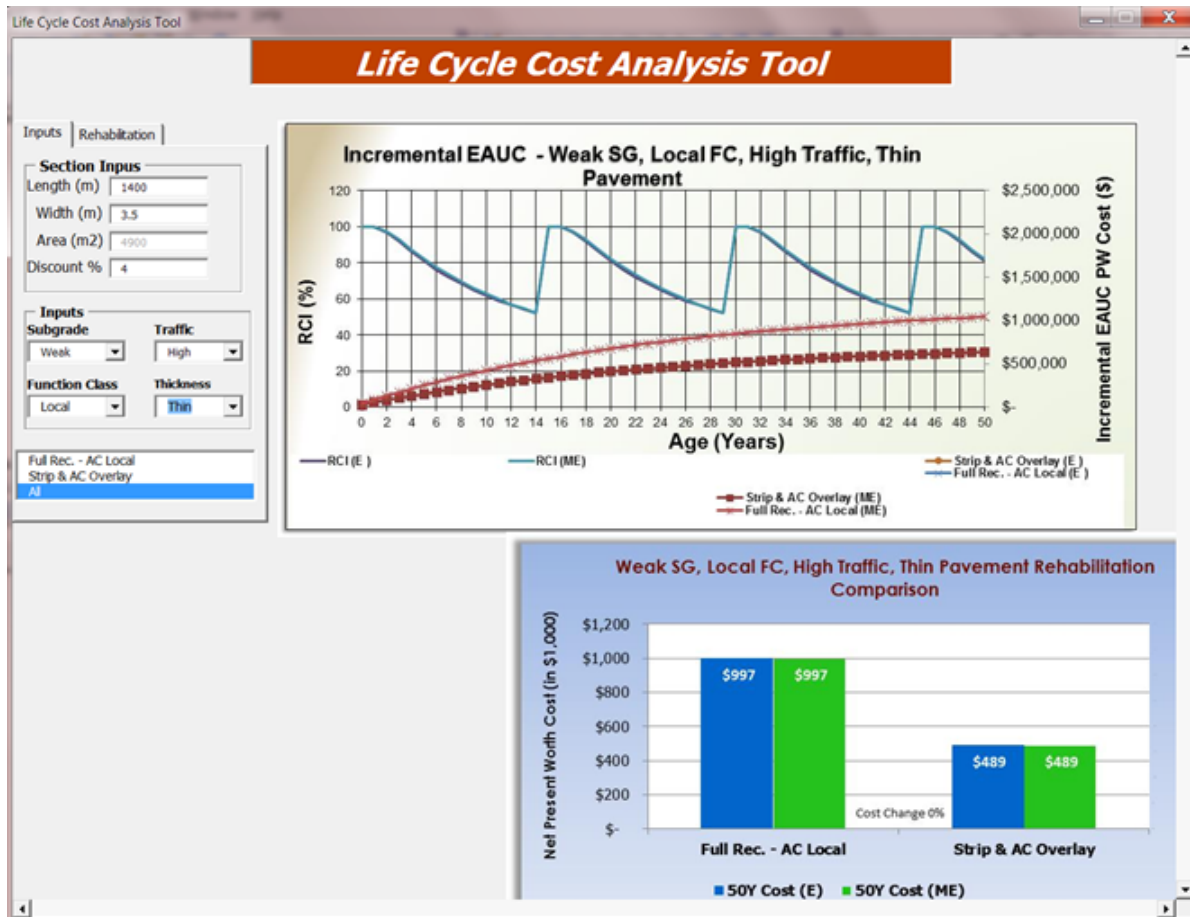 Life Cycle Cost Analysis Tool
Life Cycle Cost Analysis Tool
Inputs
Rehabilitation
Section Inpus
Length (m) 1400
Width (m) 3.5
Area (m2) 4900
Discount % 4
Inputs
Subgrade Traffic
Weak High
Function Class Thickness
Local Thin
Full Rec. - AC Local
Strip & AC Overlay
All
Incremental EAUC - Weak SG, Local FC, High Traffic, Thin
Pavement
RCI (%)
120
100
80
60
40
20
0
$2,500,000
$2,000,000
$1,500,000
$1,000,000
$500,000
$-
Incremental EAUC PW Cost ($)
0 2 4 6 8 10 12 14 16 18 20 22 24 26 28 30 32 34 36 38 40 42 44 46 48 50
Age (Years)
RCI (E ) RCI (ME) Strip & AC Overlay (E )
Full Rec. - AC Local (E )
Strip & AC Overlay (ME)
Full Rec. - AC Local (ME)
Weak SG, Local FC, High Traffic, Thin Pavement Rehabilitation
Comparison
Net Present Worth Cost (in $1,000)
$1,200
$1,000
$800
$600
$400
$200
$-
$997 $997
$489 $489
Cost Change 0%
Full Rec. - AC Local Strip & AC Overlay
50Y Cost (E) 50Y Cost (ME)